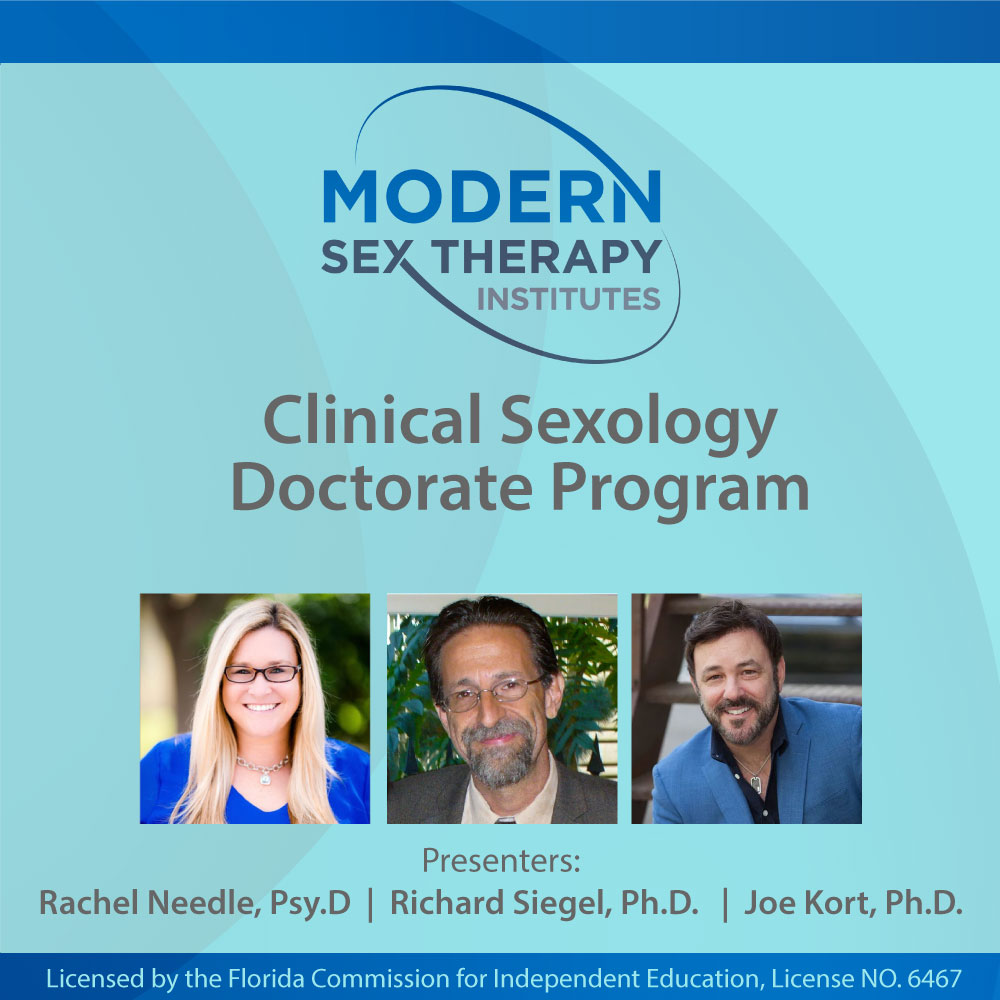 MODERN
SEX THERAPY
INSTITUTES
Clinical Sexology
Doctorate Program
Presenters:
Rachel Needle, Psy.D | Richard Siegel, Ph.D. | Joe Kort, Ph.D.
Licensed by the Florida Commission for Independent Education, License NO. 6467